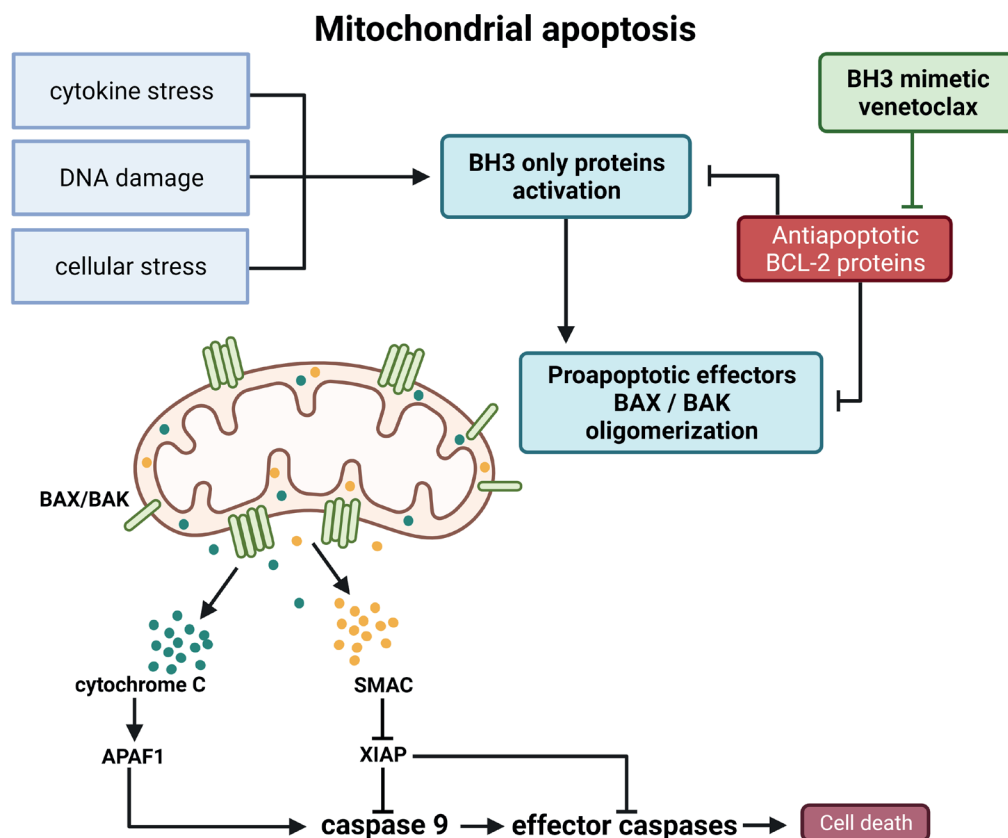 Mitochondrial apoptosis
cytokine stress
DNA damage
cellular stress
BH3 only proteins
activation
BH3 mimetic
venetoclax
Antiapoptotic
BCL-2 proteins
Proapoptotic effectors
BAX / BAK
oligomerization
BAX/BAK
cytochrome C
SMAC
APAF1
XIAP
caspase 9
effector caspases
Cell death